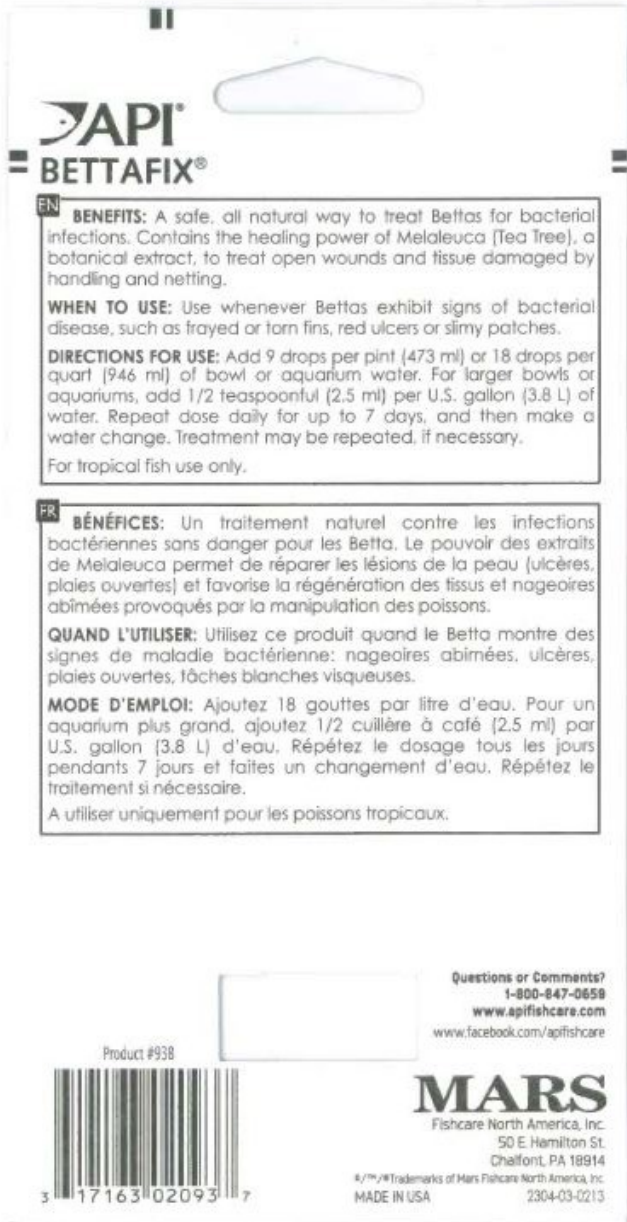 API®
BETTAFIX®
EN
BENEFITS: A safe, all natural way to treat Bettas for bacterial
infections. Contains the healing power of Melaleuca (Tea Tree), a
botanical extract, to treat open wounds and tissue damaged by
handling and netting.
WHEN TO USE: Use whenever Bettas exhibit signs of bacterial
disease, such as frayed or torn fins, red ulcers or slimy patches.
DIRECTIONS FOR USE: Add 9 drops per pint (473 ml) or 18 drops per
quart (946 ml) of bowl or aquarium water. For larger bowls or
aquariums, add 1/2 teaspoonful (2.5 ml) per U.S. gallon (3.8 L) of
water. Repeat dose daily for up to 7 days, and then make a
water change. Treatment may be repeated, if necessary.
For tropical fish use only.
FR
BÉNÉFICES: Un traitement naturel contre les infections
bactériennes sans danger pour les Betta. Le pouvoir des extraits
de Melaleuca permet de réparer les lésions de la peau (ulcères,
plaies ouvertes) et favorise la régénération des tissus et nageoires
abîmées provoqués par la manipulation des poissons.
QUAND L'UTILISER: Utilisez ce produit quand le Betta montre des
signes de maladie bactérienne: nageoires abimées, ulcères,
plaies ouvertes, tâches blanches visqueuses.
MODE D'EMPLOI: Ajoutez 18 gouttes par litre d'eau. Pour un
aquarium plus grand, ajoutez 1/2 cuillère à café (2.5 ml) par
U.S. gallon (3.8 L) d'eau. Répétez le dosage tous les jours
pendants 7 jours et faites un changement d'eau. Répétez le
traitement si nécessaire.
A utiliser uniquement pour les poissons tropicaux.
Questions or Comments?
1-800-847-0659
www.apifishcare.com
www.facebook.com/apifishcare
Product #93B
MARS
Fishcare North America, Inc.
50 E. Hamilton St.
Chalfont, PA 18914
®/™/®Trademarks of Mars Fishcare North America, Inc.
MADE IN USA 2304-03-0213
3 17163 02093 7